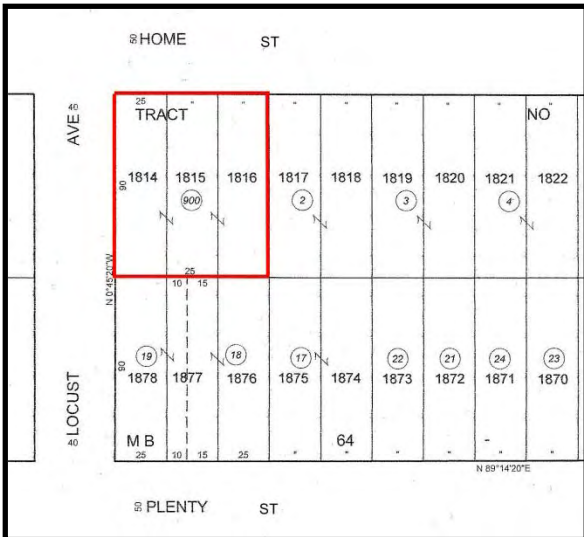 50 HOME ST
25 " " " " " " " "
40 AVE
TRACT NO
1814 1815 1816 1817 1818 1819 1820 1821 1822
90
900 2 3 4
N 0°45'20"W
25
10 15
19 18 17 22 21 24 23
90
1878 1877 1876 1875 1874 1873 1872 1871 1870
40 LOCUST
M B 64 -
25 10 15 25 " " " " " "
N 89°14'20"E
50 PLENTY ST